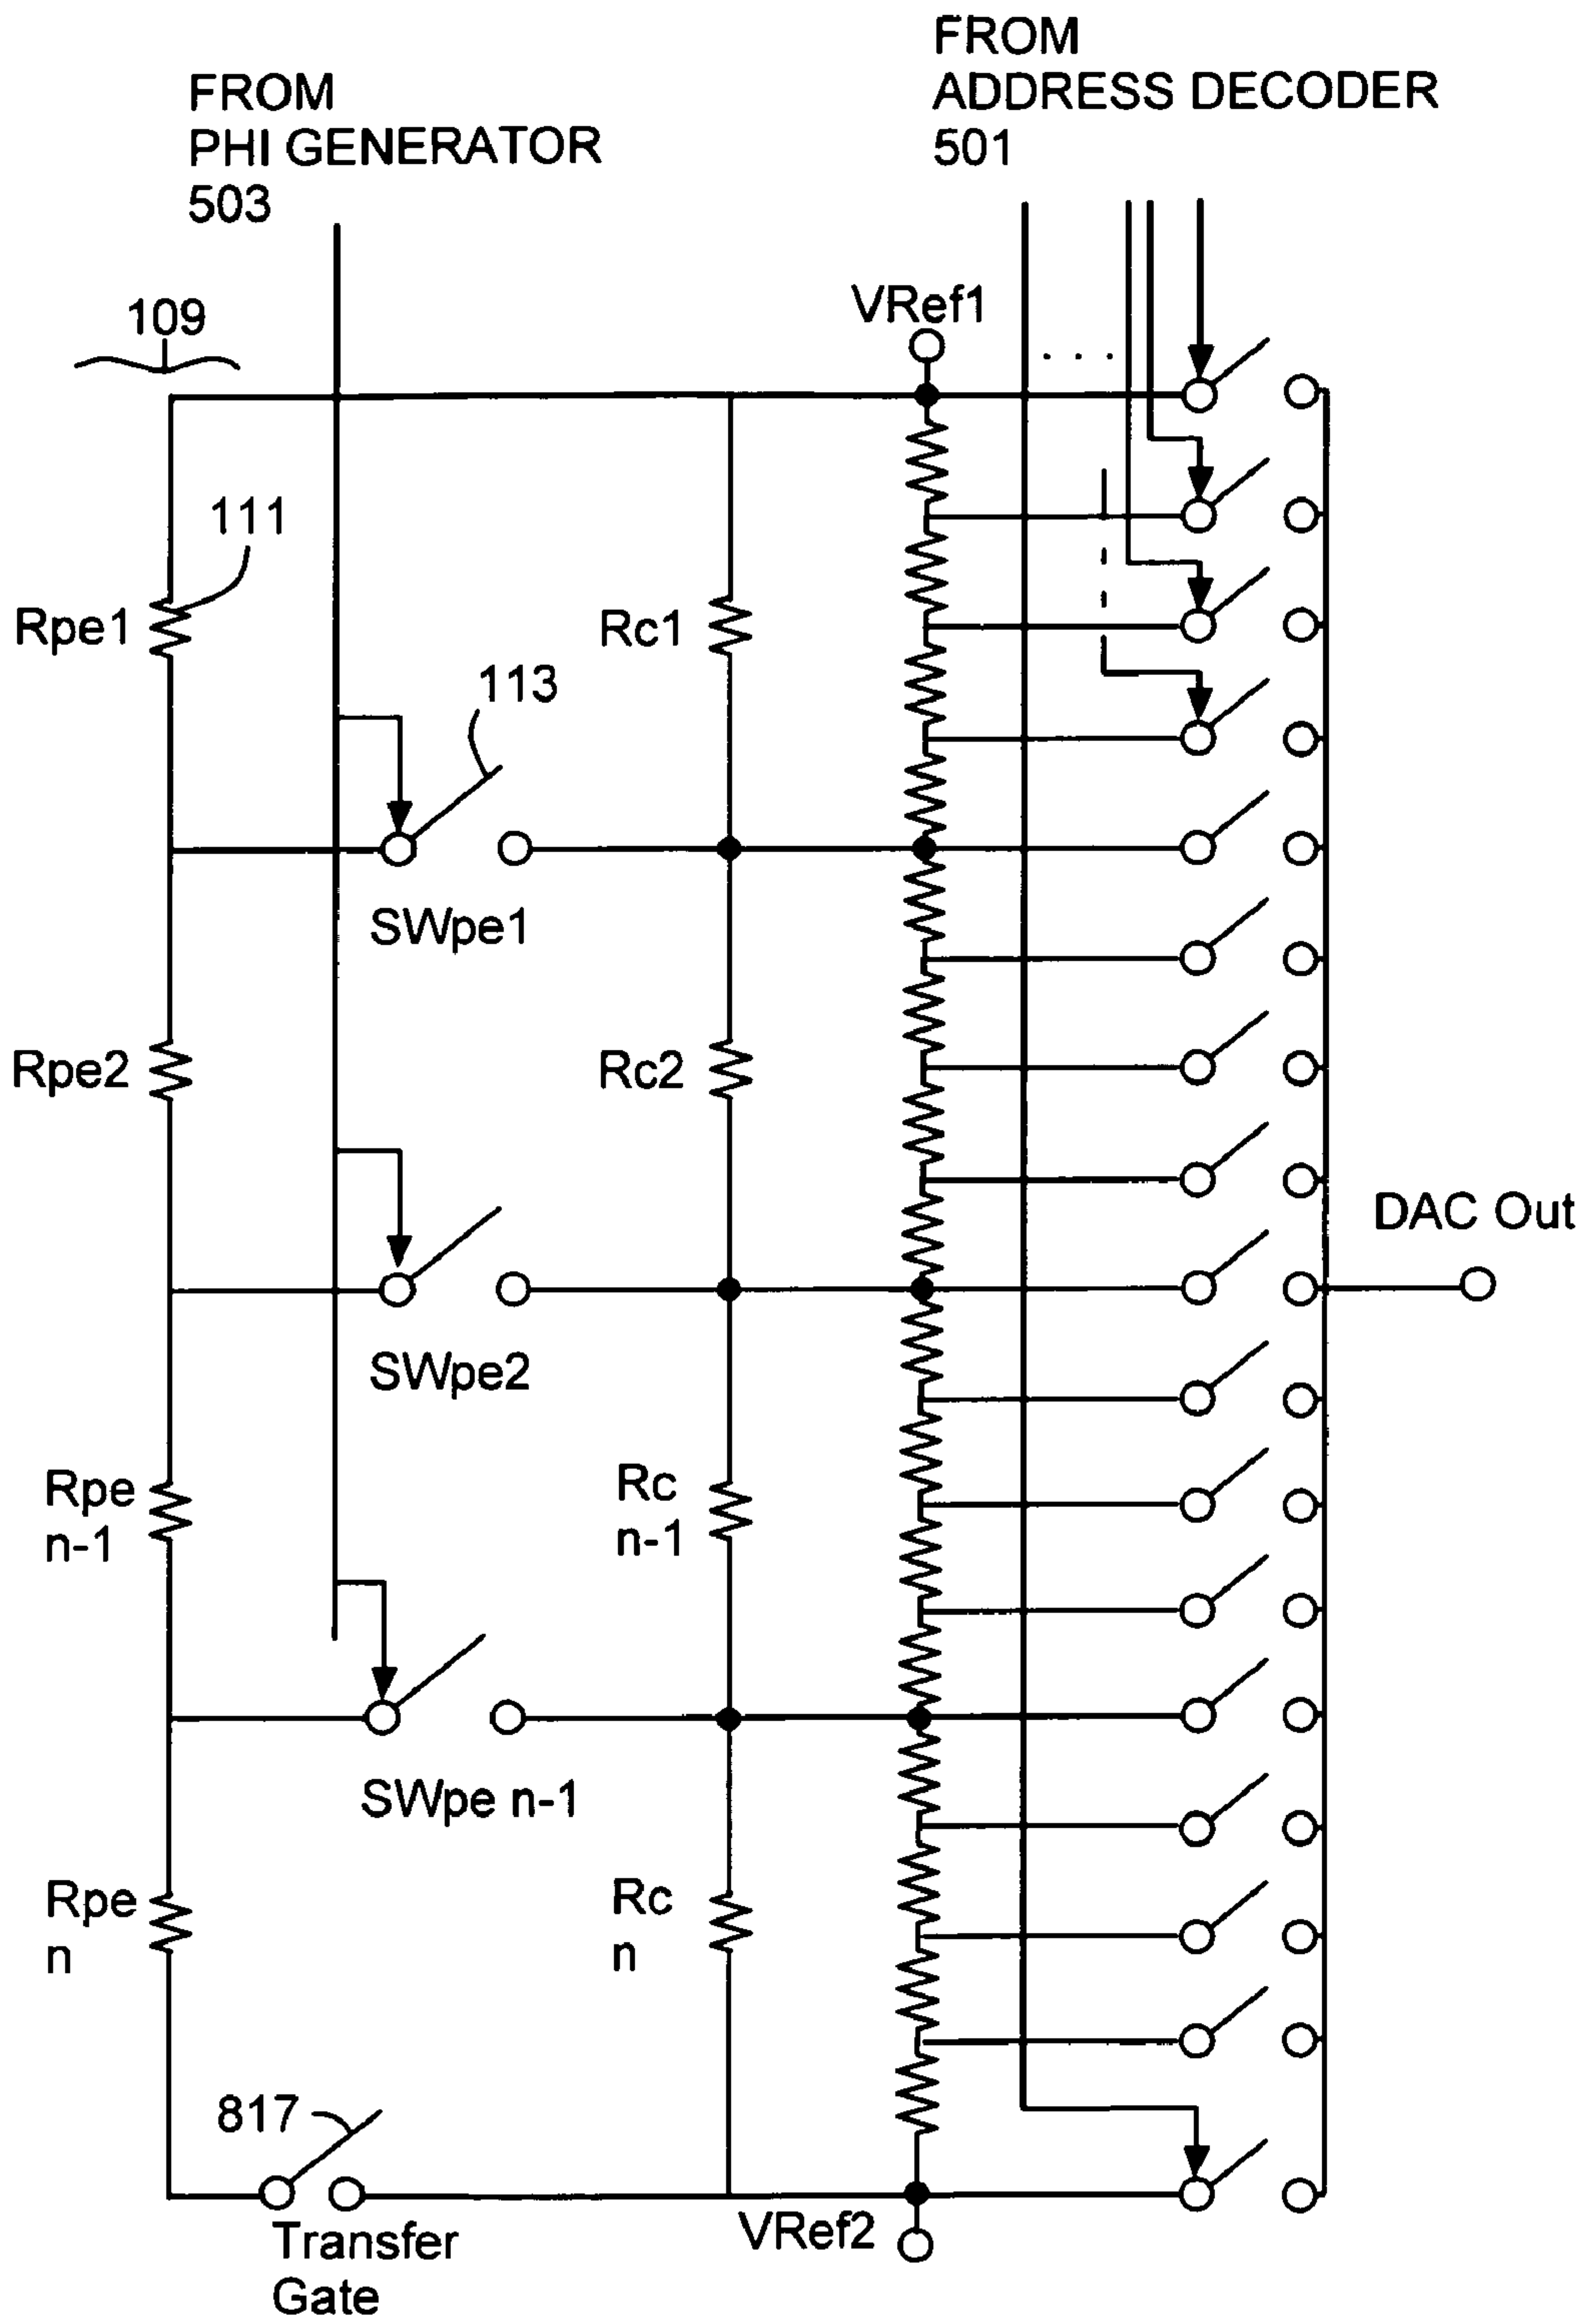 FROM
ADDRESS DECODER
501
FROM
PHI GENERATOR
503
109
VRef1
. . .
111
Rpe1
Rc1
113
SWpe1
Rpe2
Rc2
DAC Out
SWpe2
Rpe
n-1
Rc
n-1
SWpe n-1
Rpe
n
Rc
n
817
Transfer
Gate
VRef2